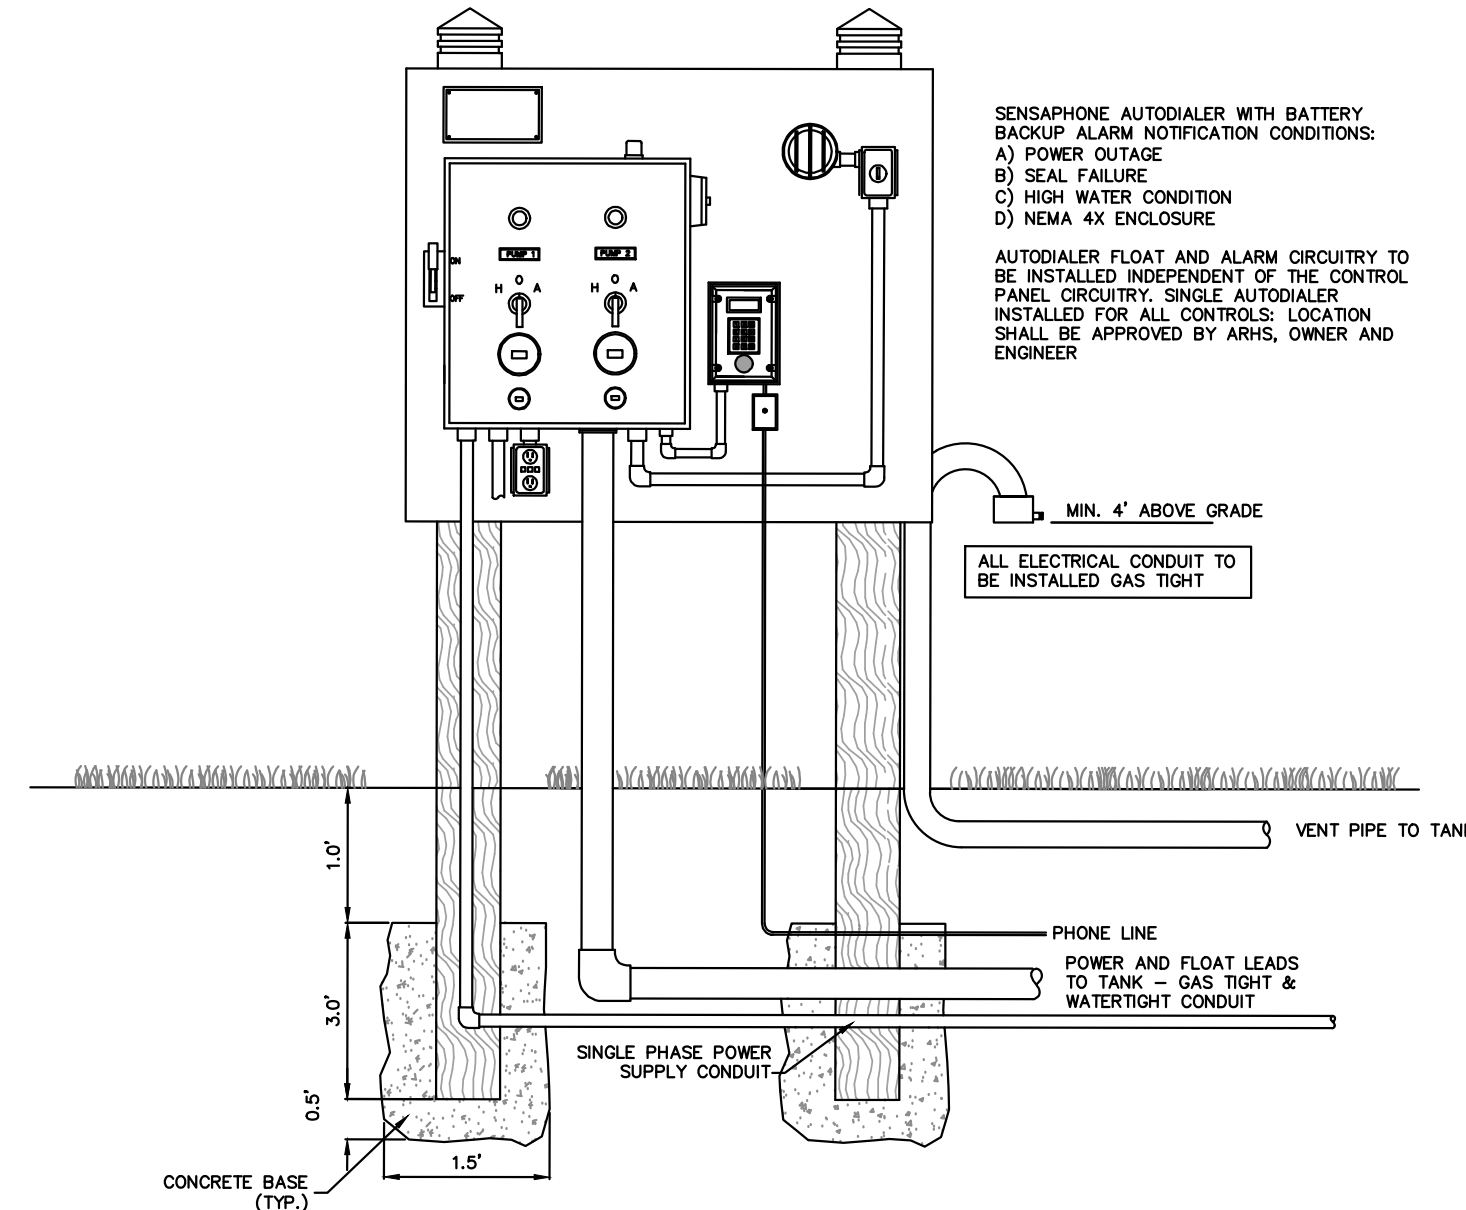 SENSAPHONE AUTODIALER WITH BATTERY
BACKUP ALARM NOTIFICATION CONDITIONS:
A) POWER OUTAGE
B) SEAL FAILURE
C) HIGH WATER CONDITION
D) NEMA 4X ENCLOSURE
AUTODIALER FLOAT AND ALARM CIRCUITRY TO
BE INSTALLED INDEPENDENT OF THE CONTROL
PANEL CIRCUITRY. SINGLE AUTODIALER
INSTALLED FOR ALL CONTROLS: LOCATION
SHALL BE APPROVED BY ARHS, OWNER AND
ENGINEER
PUMP 1
PUMP 2
ON
OFF
H O A
H O A
MIN. 4' ABOVE GRADE
ALL ELECTRICAL CONDUIT TO
BE INSTALLED GAS TIGHT
VENT PIPE TO
1.0'
PHONE LINE
POWER AND FLOAT LEADS
TO TANK – GAS TIGHT &
WATERTIGHT CONDUIT
3.0'
SINGLE PHASE POWER
SUPPLY CONDUIT
0.5'
1.5'
CONCRETE BASE
(TYP.)